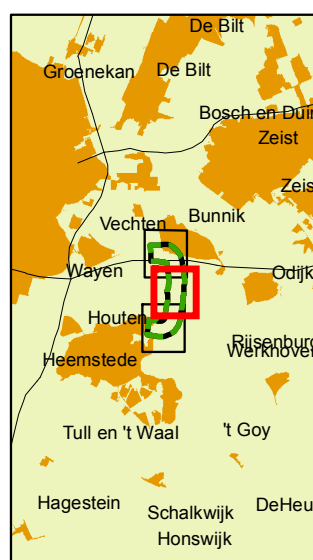 De Bilt
Groenekan
De Bilt
Bosch en Duin
Zeist
Zeis
Vechten
Bunnik
Wayen
Odijk
Houten
Rijsenburg
Werkhoven
Heemstede
Tull en 't Waal
't Goy
Hagestein
Schalkwijk
DeHeu
Honswijk